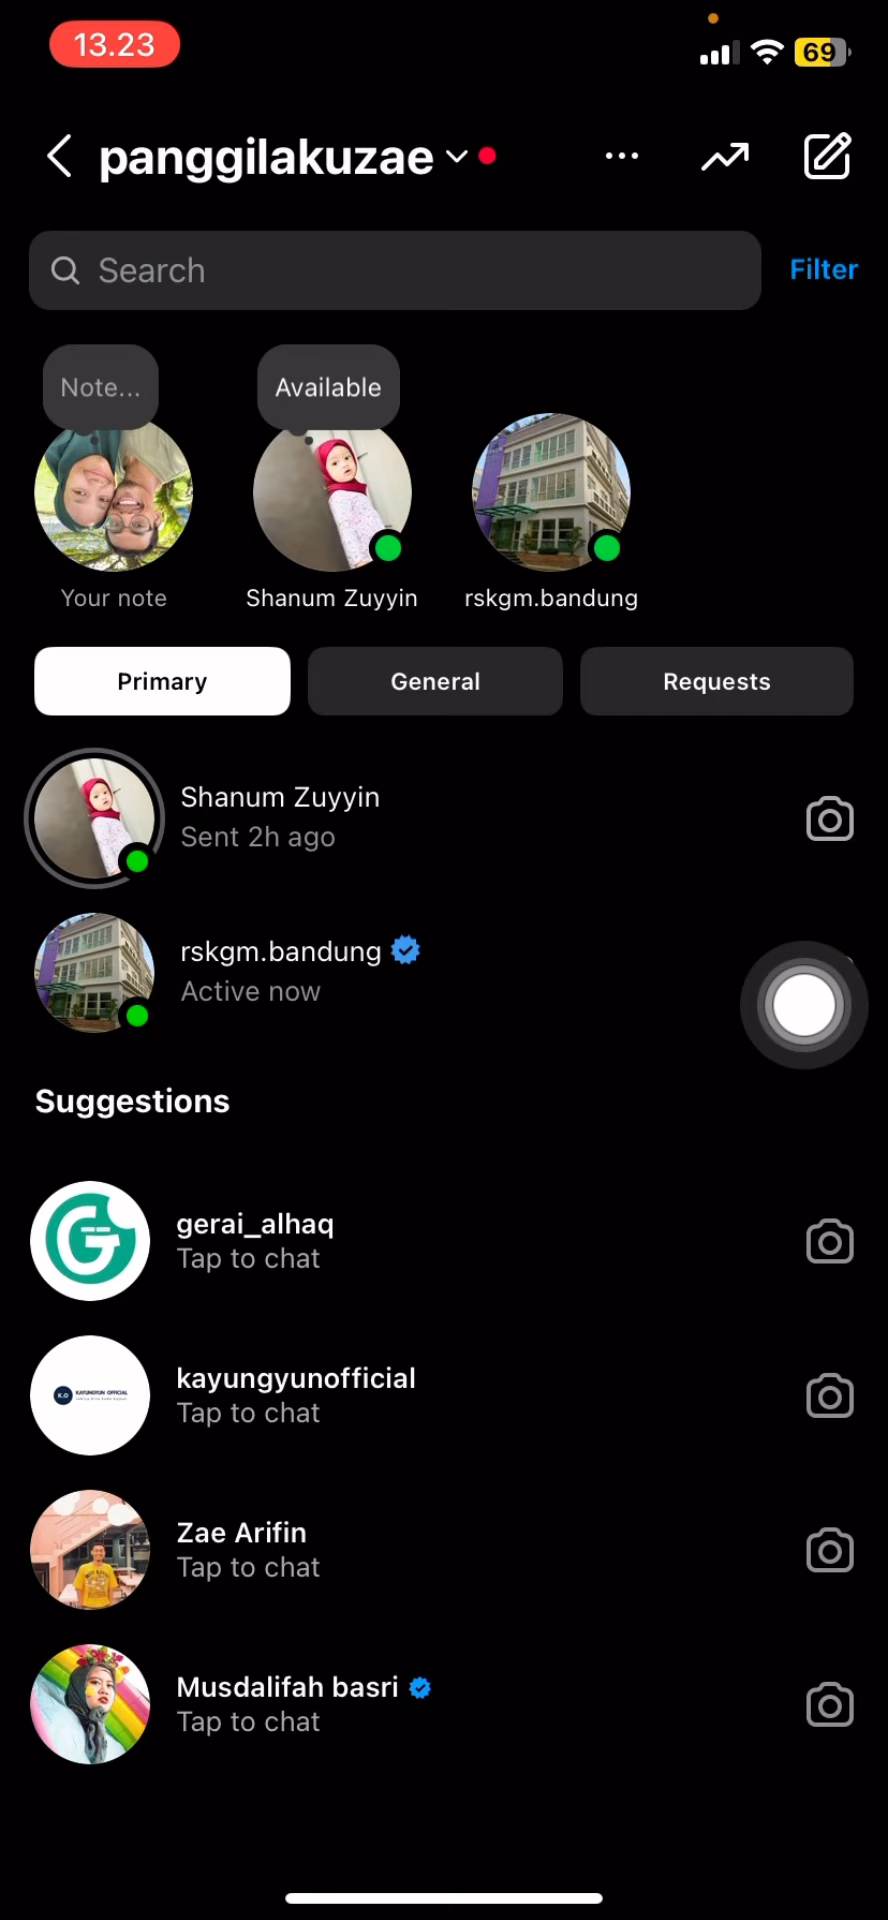 13.23
69
panggilakuzae
Search
Filter
Note...
Available
Your note
Shanum Zuyyin
rskgm.bandung
Primary
General
Requests
Shanum Zuyyin
Sent 2h ago
rskgm.bandung
Active now
Suggestions
gerai_alhaq
Tap to chat
K.O KAYUNGYUN OFFICIAL
kayungyunofficial
Tap to chat
Zae Arifin
Tap to chat
Musdalifah basri
Tap to chat